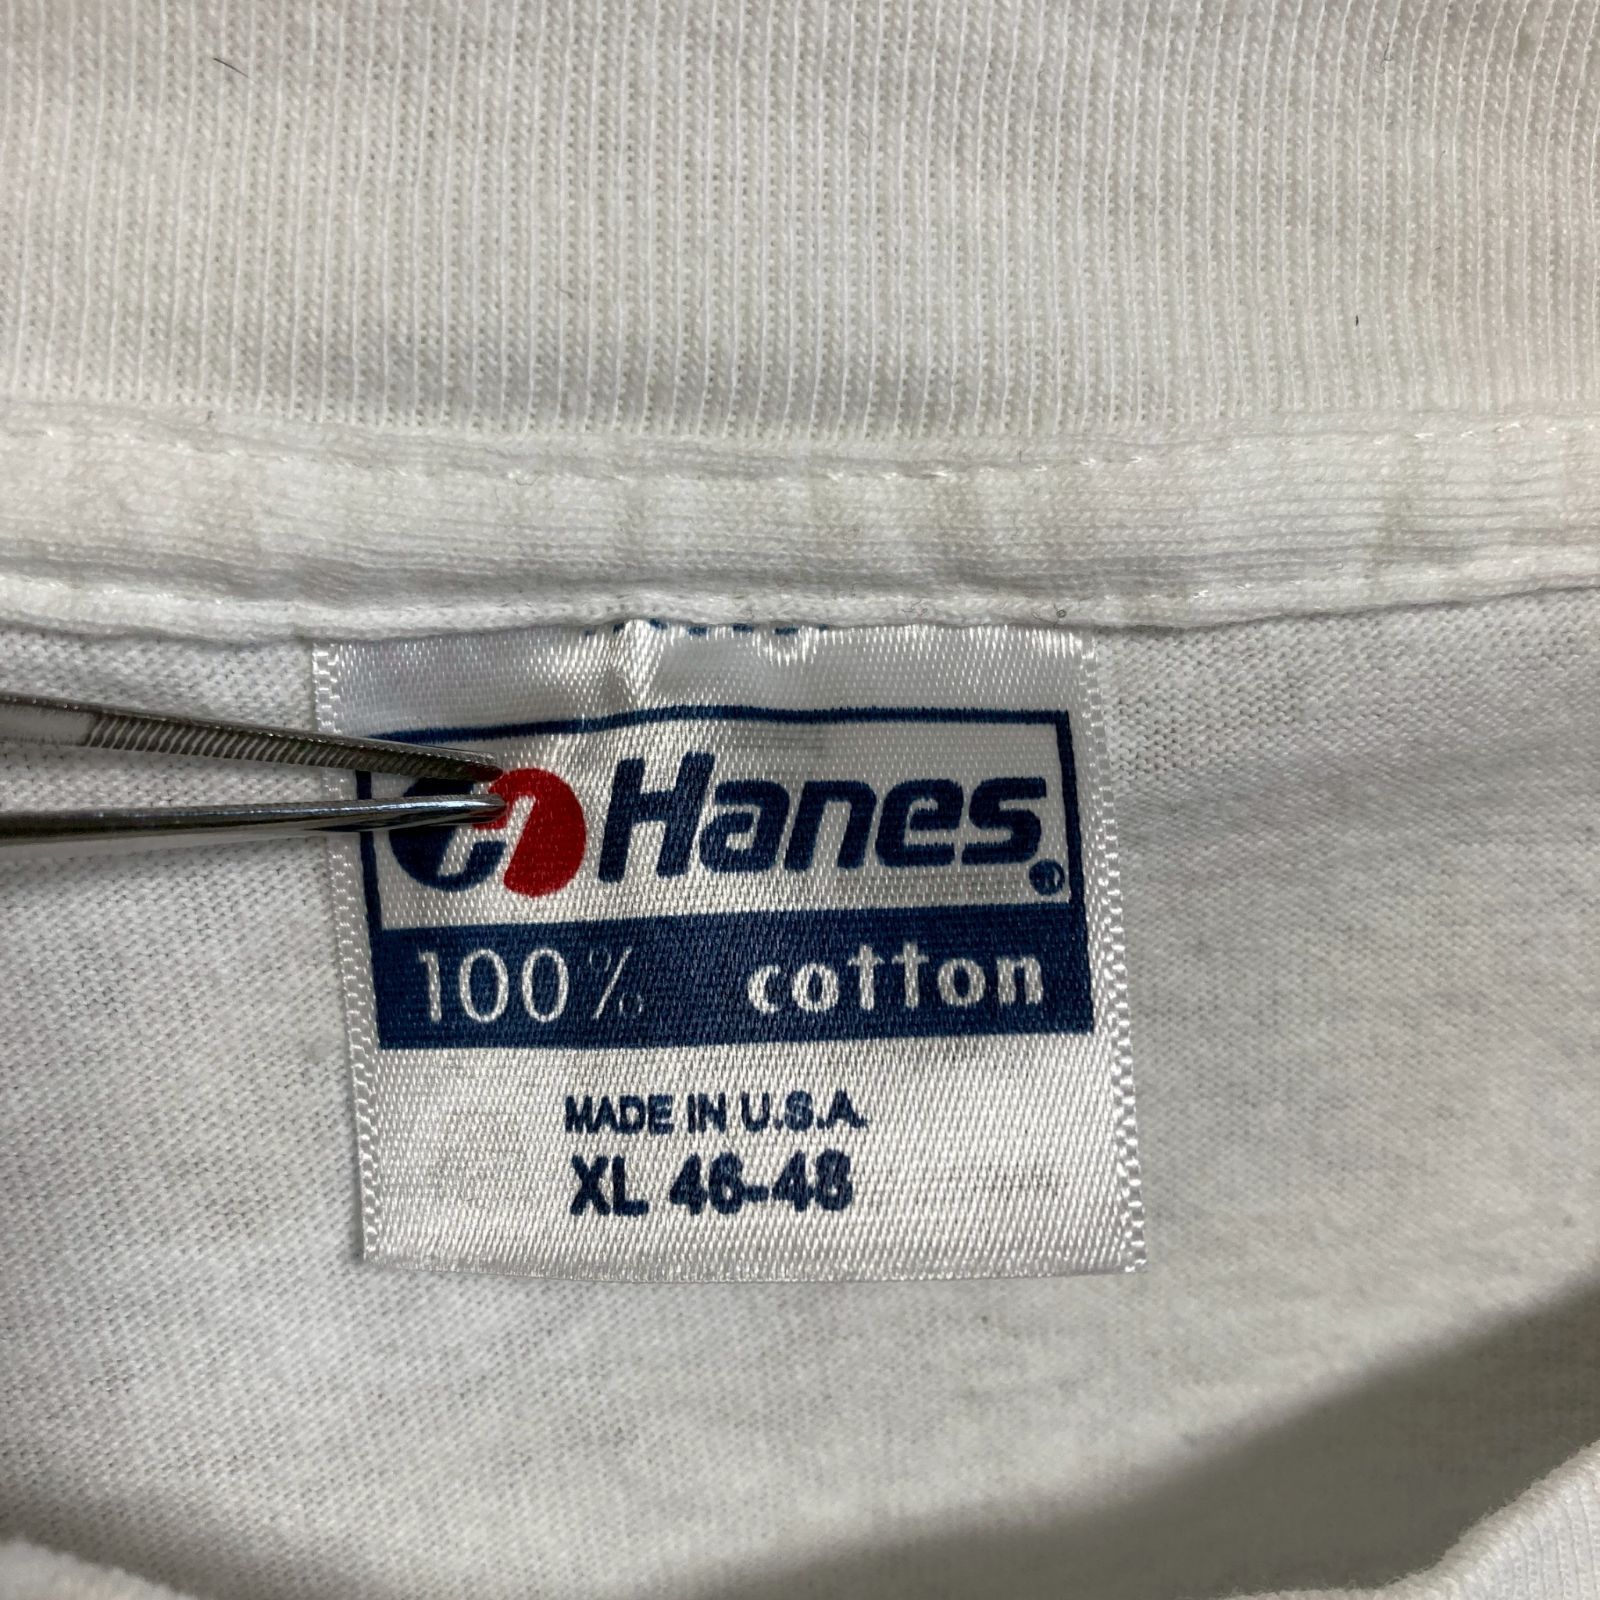 Hanes®
100% cotton
MADE IN U.S.A.
XL 46-48